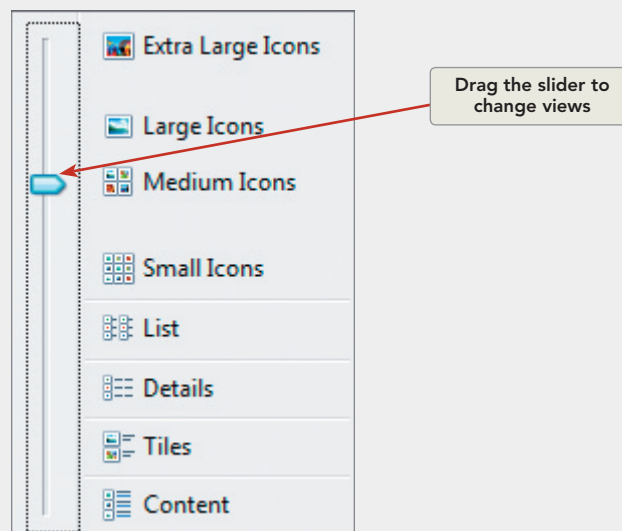 Extra Large Icons
Drag the slider to
change views
Large Icons
Medium Icons
Small Icons
List
Details
Tiles
Content